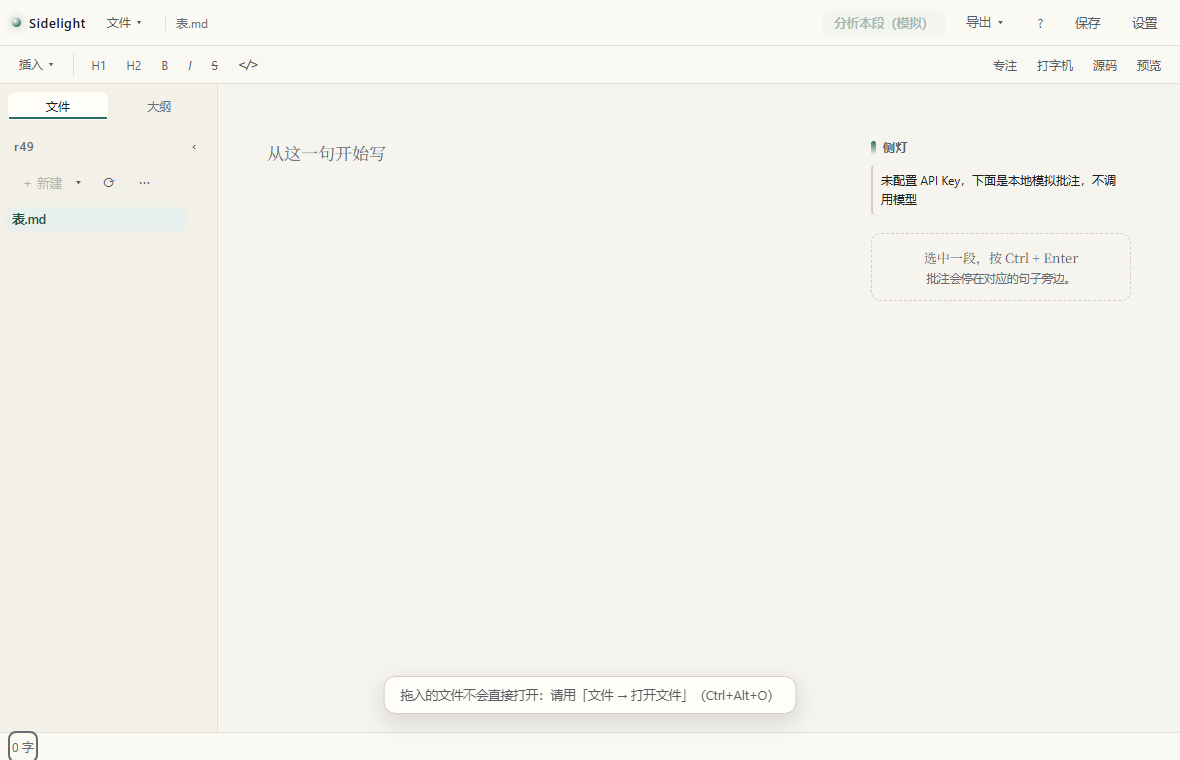 Sidelight 文件 表.md 分析本段（模拟） 导出 ? 保存 设置
插入 H1 H2 B I S </> 专注 打字机 源码 预览
文件 大纲
r49 ‹
+ 新建 ⟳ ···
表.md
从这一句开始写
侧灯
未配置 API Key，下面是本地模拟批注，不调
用模型
选中一段，按 Ctrl + Enter
批注会停在对应的句子旁边。
拖入的文件不会直接打开：请用「文件 → 打开文件」（Ctrl+Alt+O）
0 字